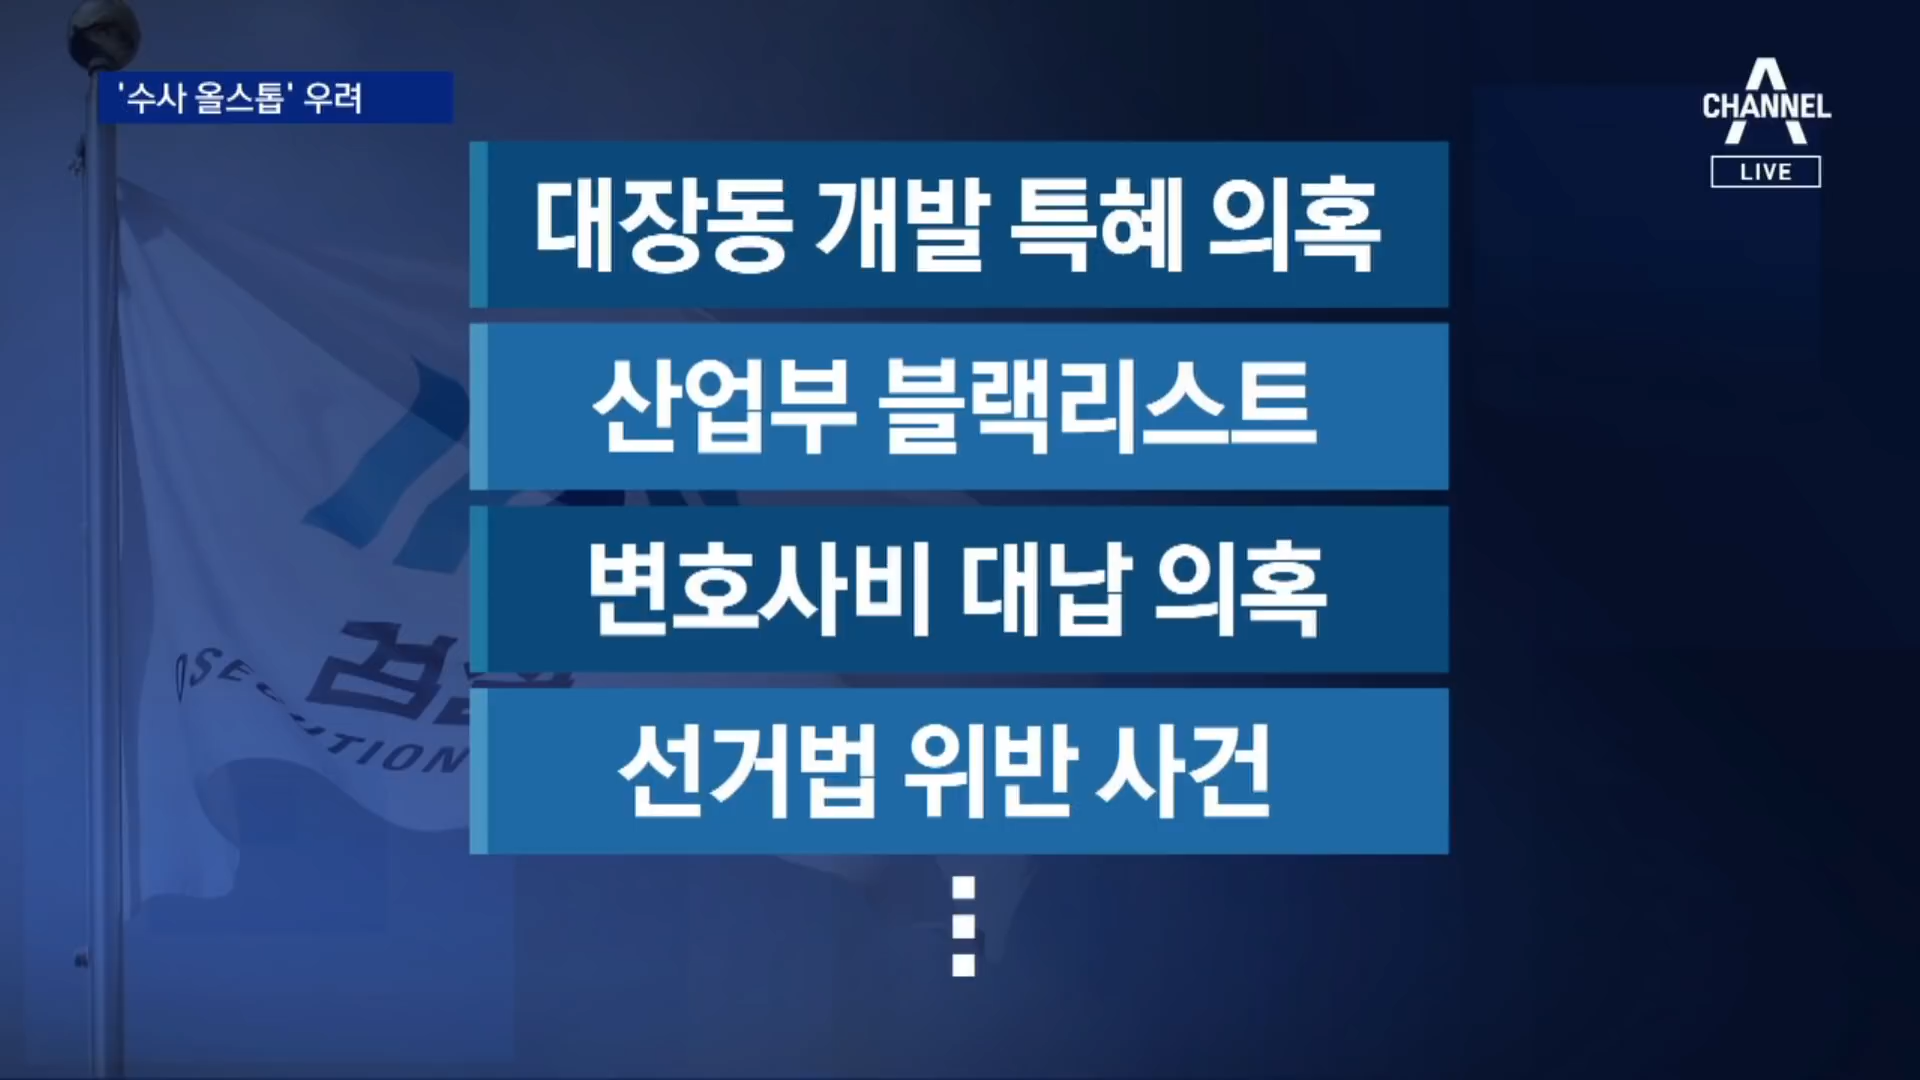 '수사 올스톱' 우려
CHANNEL A
LIVE
대장동 개발 특혜 의혹
산업부 블랙리스트
변호사비 대납 의혹
선거법 위반 사건